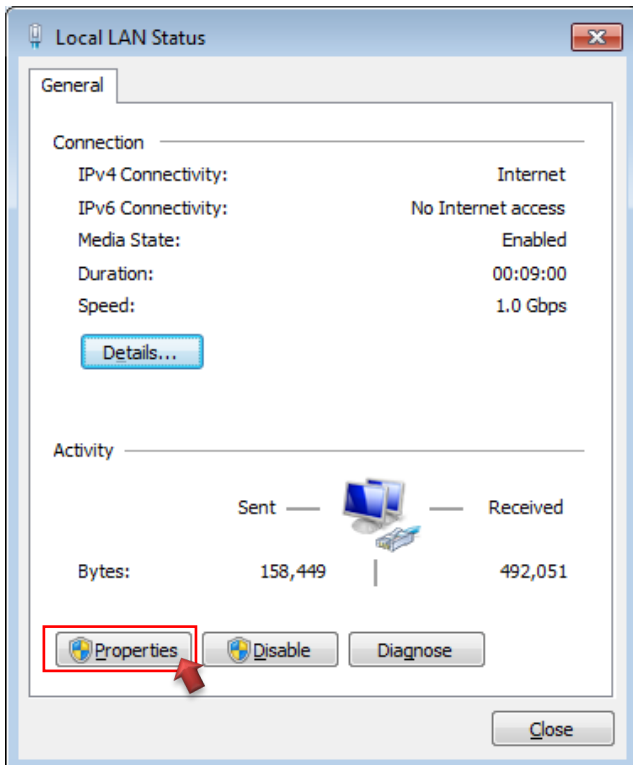 Local LAN Status
General
Connection
IPv4 Connectivity: Internet
IPv6 Connectivity: No Internet access
Media State: Enabled
Duration: 00:09:00
Speed: 1.0 Gbps
Details...
Activity
Sent Received
Bytes: 158,449 492,051
Properties Disable Diagnose
Close